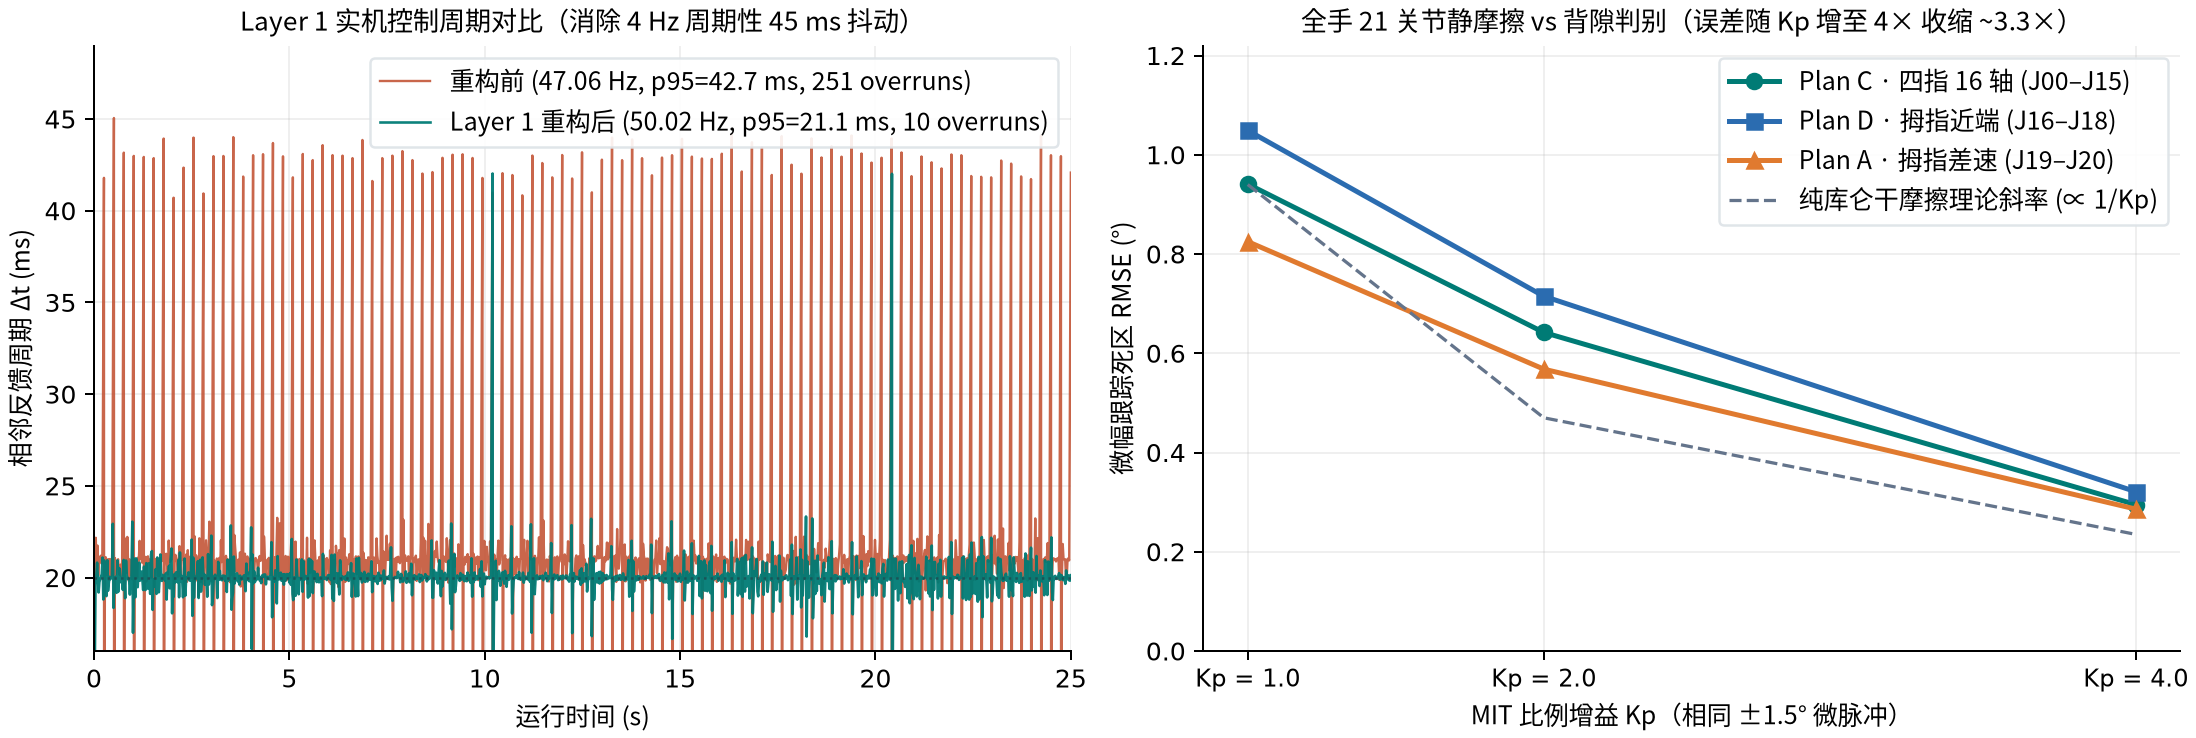 Layer 1 实机控制周期对比（消除 4 Hz 周期性 45 ms 抖动）
重构前 (47.06 Hz, p95=42.7 ms, 251 overruns)
Layer 1 重构后 (50.02 Hz, p95=21.1 ms, 10 overruns)
相邻反馈周期 Δt (ms)
45
40
35
30
25
20
0
5
10
15
20
25
运行时间 (s)
全手 21 关节静摩擦 vs 背隙判别（误差随 Kp 增至 4× 收缩 ~3.3×）
Plan C · 四指 16 轴 (J00–J15)
Plan D · 拇指近端 (J16–J18)
Plan A · 拇指差速 (J19–J20)
纯库仑干摩擦理论斜率 (∝ 1/Kp)
微幅跟踪死区 RMSE (°)
1.2
1.0
0.8
0.6
0.4
0.2
0.0
Kp = 1.0
Kp = 2.0
Kp = 4.0
MIT 比例增益 Kp（相同 ±1.5° 微脉冲）